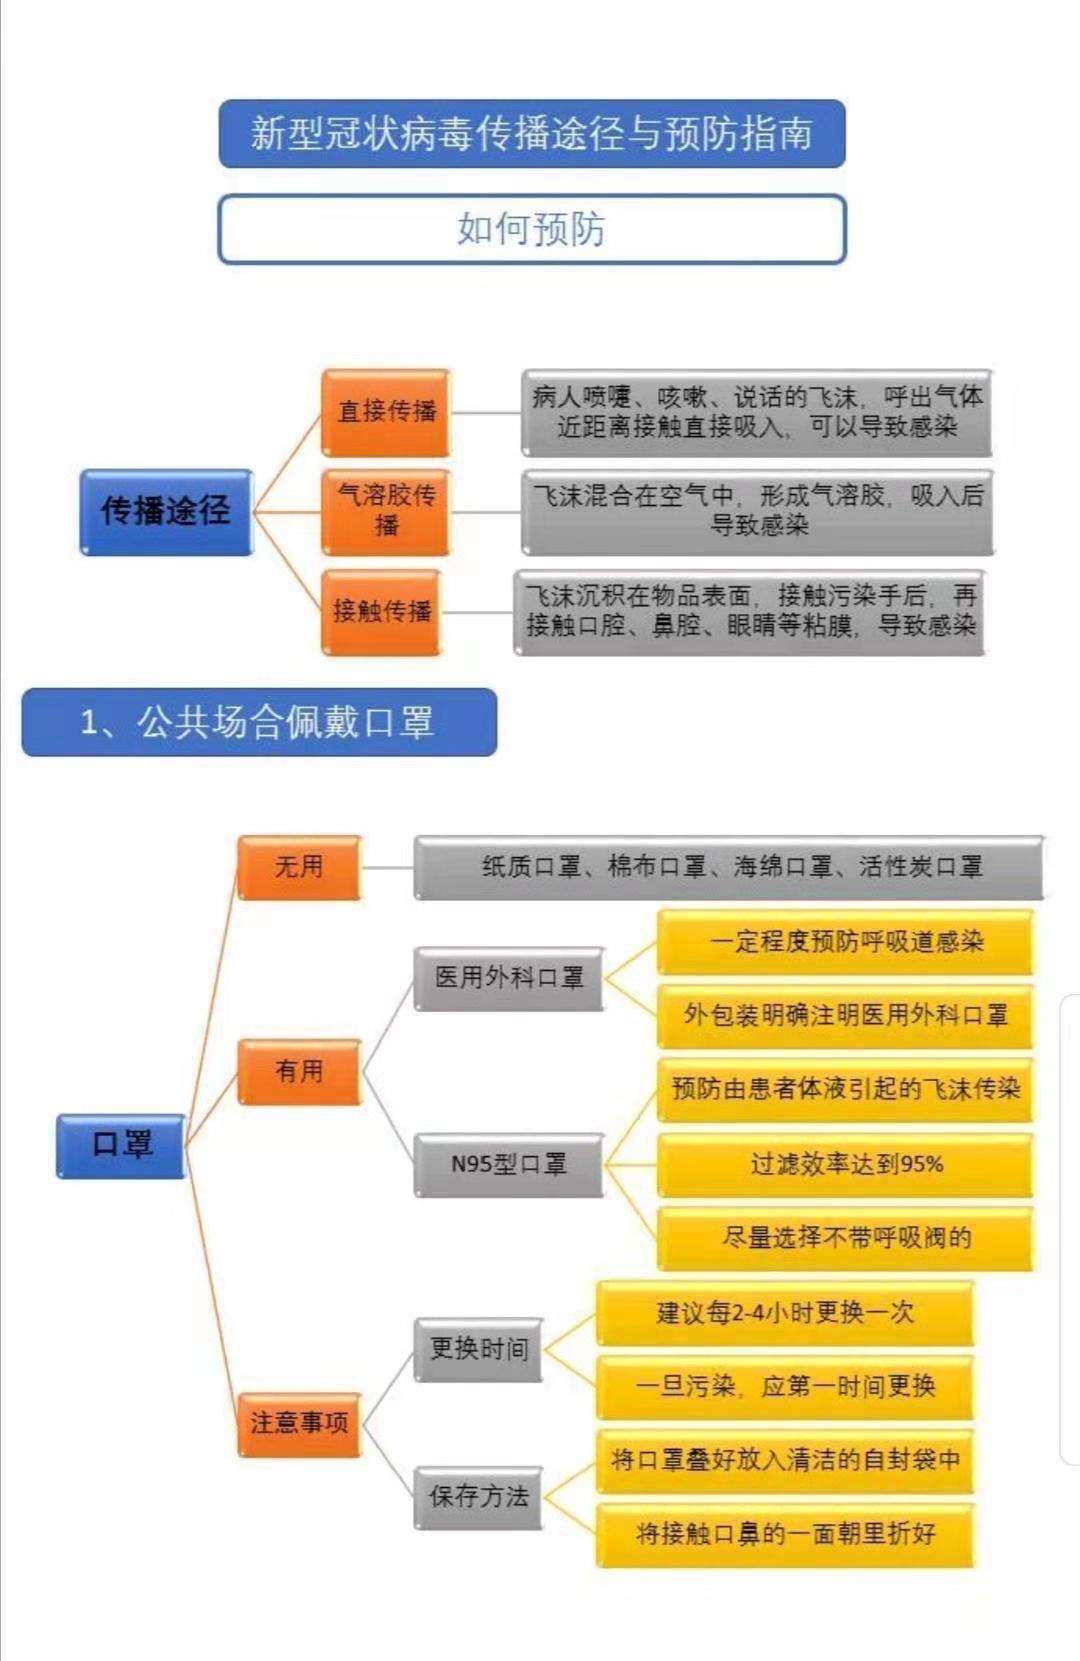 新型冠状病毒传播途径与预防指南
如何预防
传播途径
直接传播
病人喷嚏、咳嗽、说话的飞沫，呼出气体
近距离接触直接吸入，可以导致感染
气溶胶传
播
飞沫混合在空气中，形成气溶胶，吸入后
导致感染
接触传播
飞沫沉积在物品表面，接触污染手后，再
接触口腔、鼻腔、眼睛等粘膜，导致感染
1、公共场合佩戴口罩
口罩
无用
纸质口罩、棉布口罩、海绵口罩、活性炭口罩
有用
医用外科口罩
一定程度预防呼吸道感染
外包装明确注明医用外科口罩
N95型口罩
预防由患者体液引起的飞沫传染
过滤效率达到95%
尽量选择不带呼吸阀的
注意事项
更换时间
建议每2-4小时更换一次
一旦污染，应第一时间更换
保存方法
将口罩叠好放入清洁的自封袋中
将接触口鼻的一面朝里折好